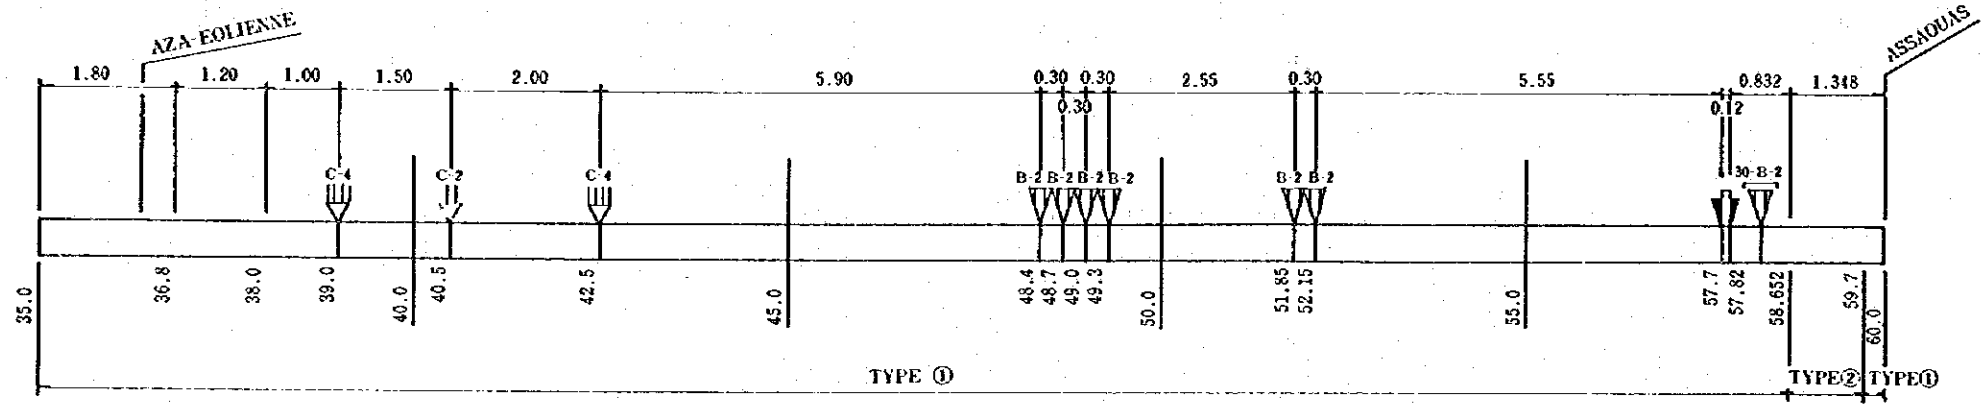 AZA-EOLIENNE
ASSAQUAS
1.80 1.20 1.00 1.50 2.00 5.90 0.30 0.30 2.55 0.30 5.55 0.832 1.348
0.30 0.12
C-4 C-2 C-4 B-2 B-2 B-2 B-2 B-2 B-2 30-B-2
35.0 36.8 38.0 39.0 40.0 40.5 42.5 45.0 48.4 48.7 49.0 49.3 50.0 51.85 52.15 55.0 57.7 57.82 58.652 59.7 60.0
TYPE ① TYPE② TYPE①